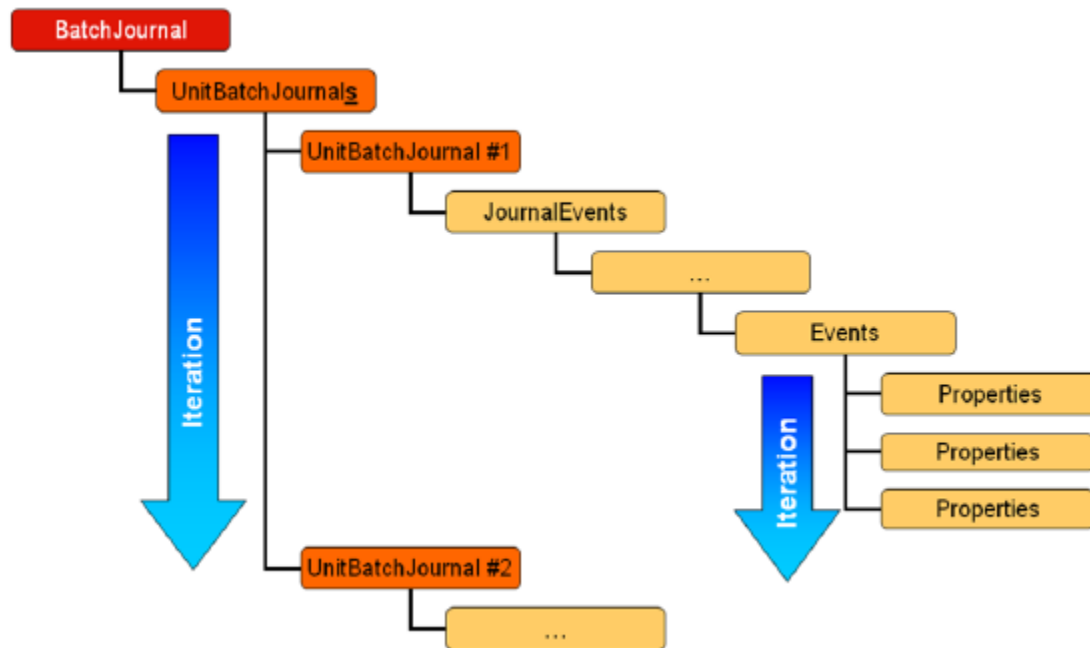 BatchJournal
UnitBatchJournals
UnitBatchJournal #1
JournalEvents
...
Events
Iteration
Properties
Iteration
Properties
Properties
UnitBatchJournal #2
...